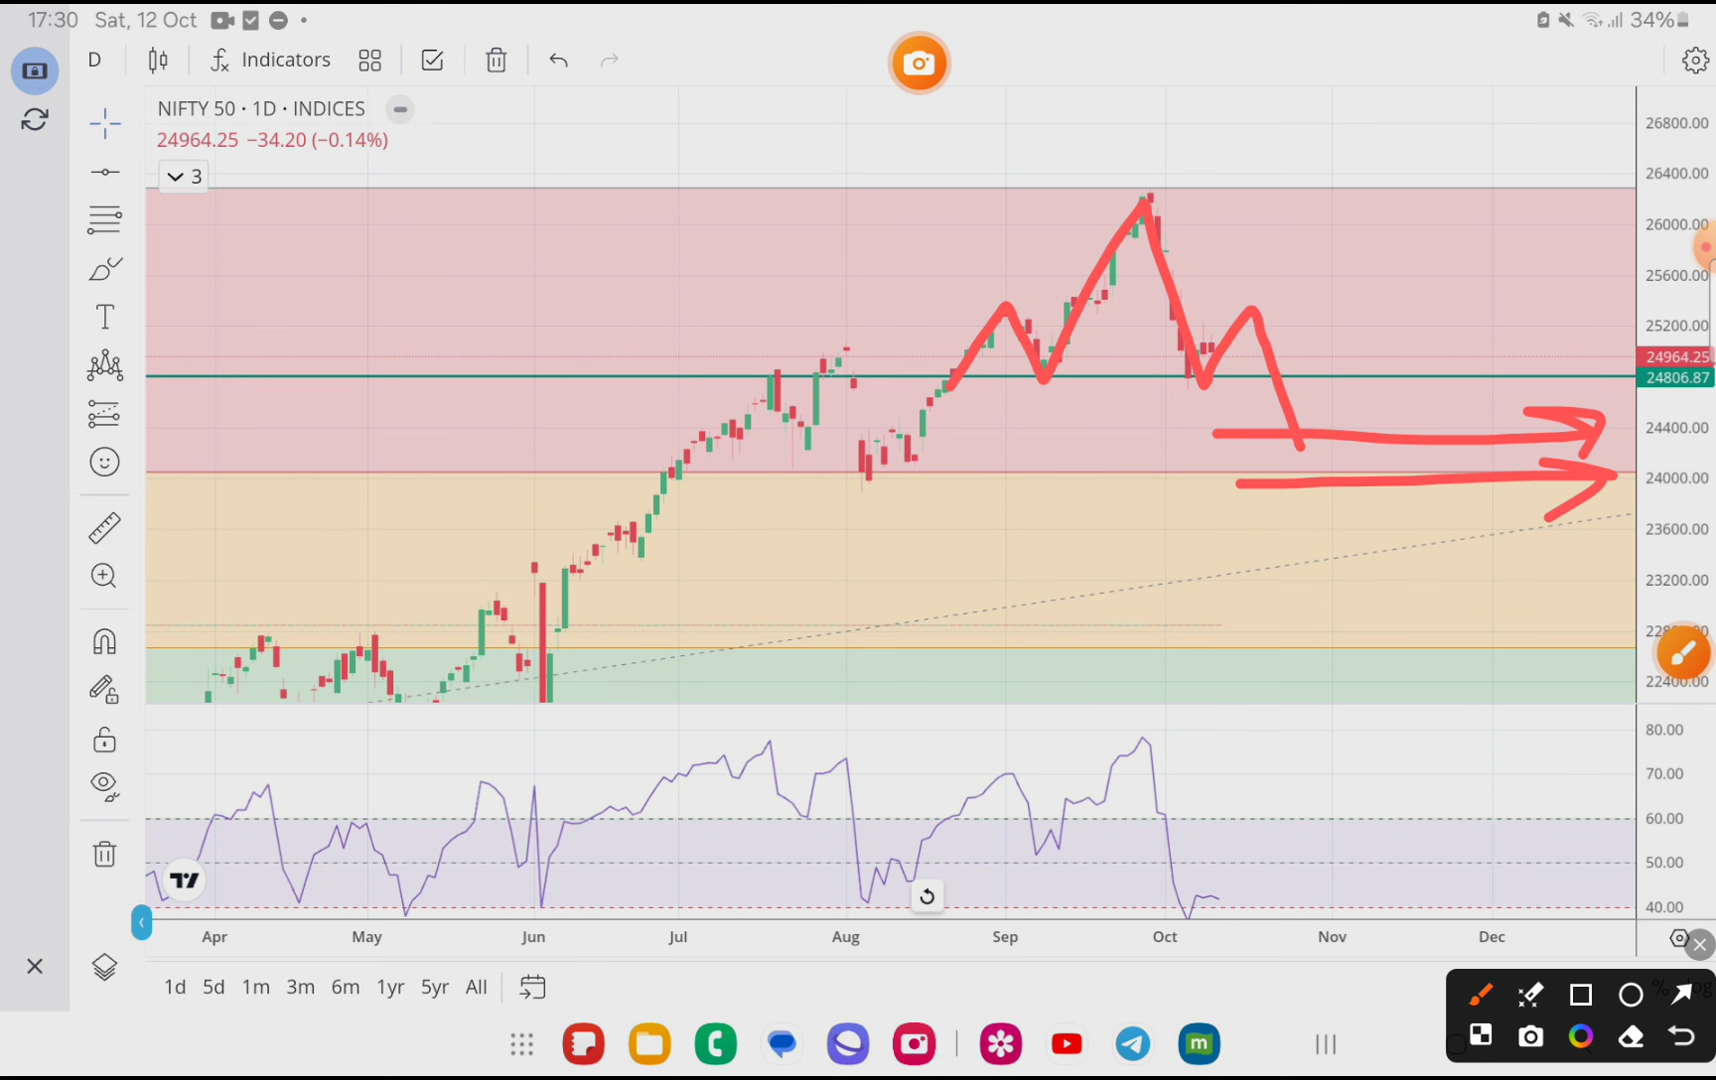 17:30 Sat, 12 Oct
34%
D
Indicators
NIFTY 50 · 1D · INDICES
24964.25 −34.20 (−0.14%)
3
26800.00
26400.00
26000.00
25600.00
25200.00
24964.25
24806.87
24400.00
24000.00
23600.00
23200.00
22400.00
80.00
70.00
60.00
50.00
40.00
T
Apr May Jun Jul Aug Sep Oct Nov Dec
1d 5d 1m 3m 6m 1yr 5yr All
m